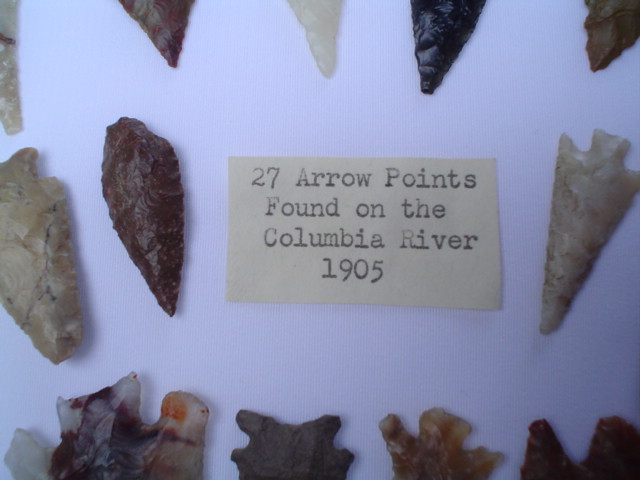 27 Arrow Points
Found on the
Columbia River
1905